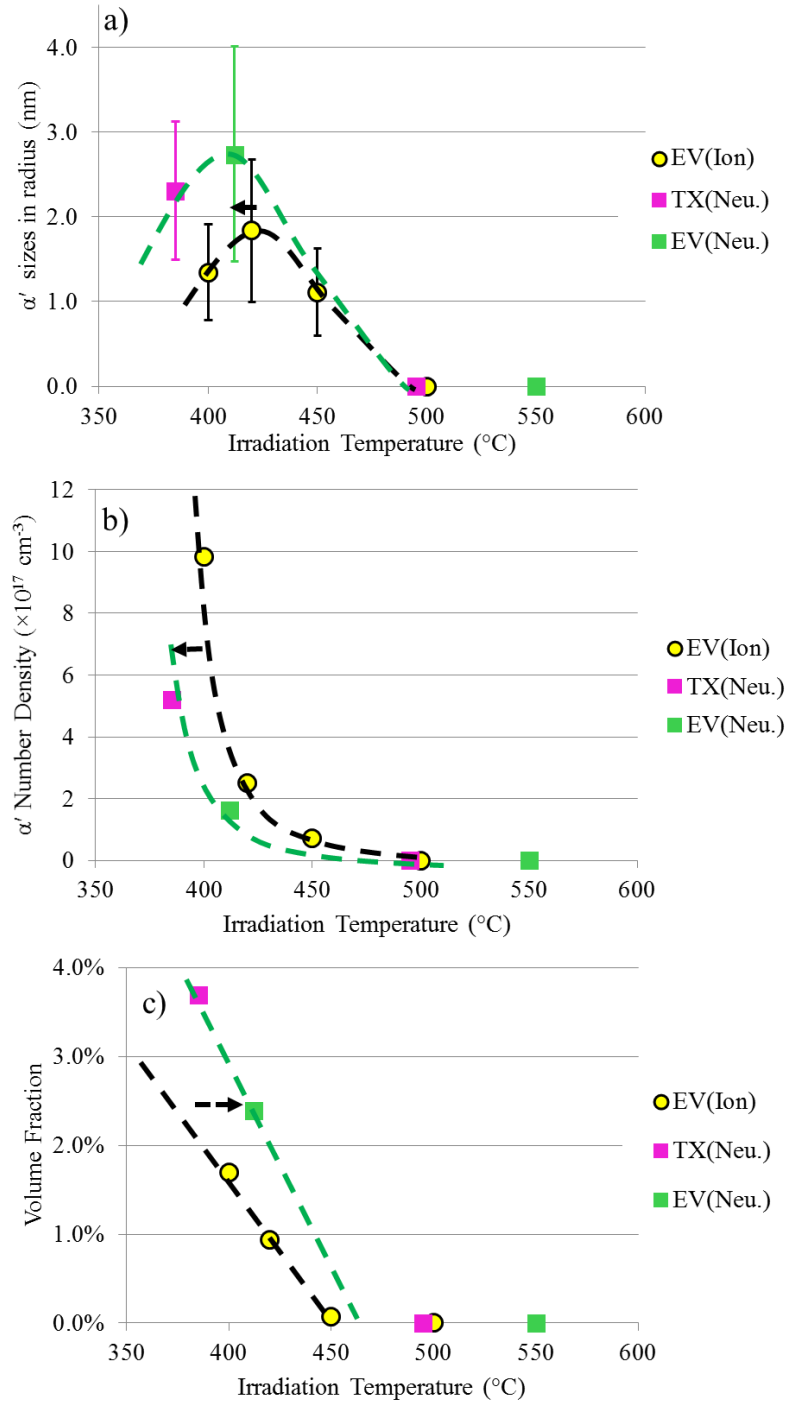 a)
4.0
3.0
2.0
1.0
0.0
α′ sizes in radius (nm)
350 400 450 500 550 600
Irradiation Temperature (°C)
EV(Ion)
TX(Neu.)
EV(Neu.)
b)
12
10
8
6
4
2
0
α′ Number Density (×10¹⁷ cm⁻³)
350 400 450 500 550 600
Irradiation Temperature (°C)
EV(Ion)
TX(Neu.)
EV(Neu.)
c)
4.0%
3.0%
2.0%
1.0%
0.0%
Volume Fraction
350 400 450 500 550 600
Irradiation Temperature (°C)
EV(Ion)
TX(Neu.)
EV(Neu.)